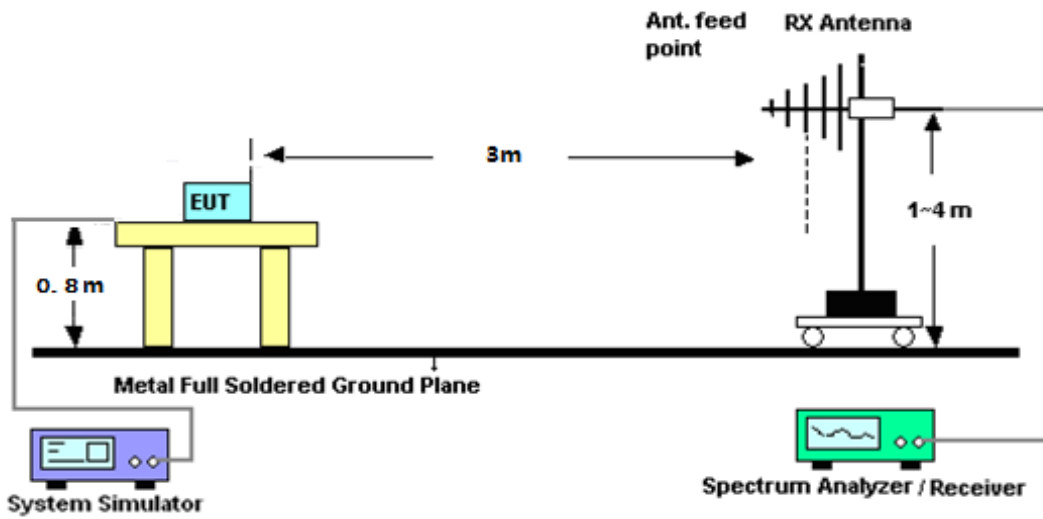 Ant. feed
point
RX Antenna
3m
EUT
1~4 m
0. 8 m
Metal Full Soldered Ground Plane
System Simulator
Spectrum Analyzer / Receiver